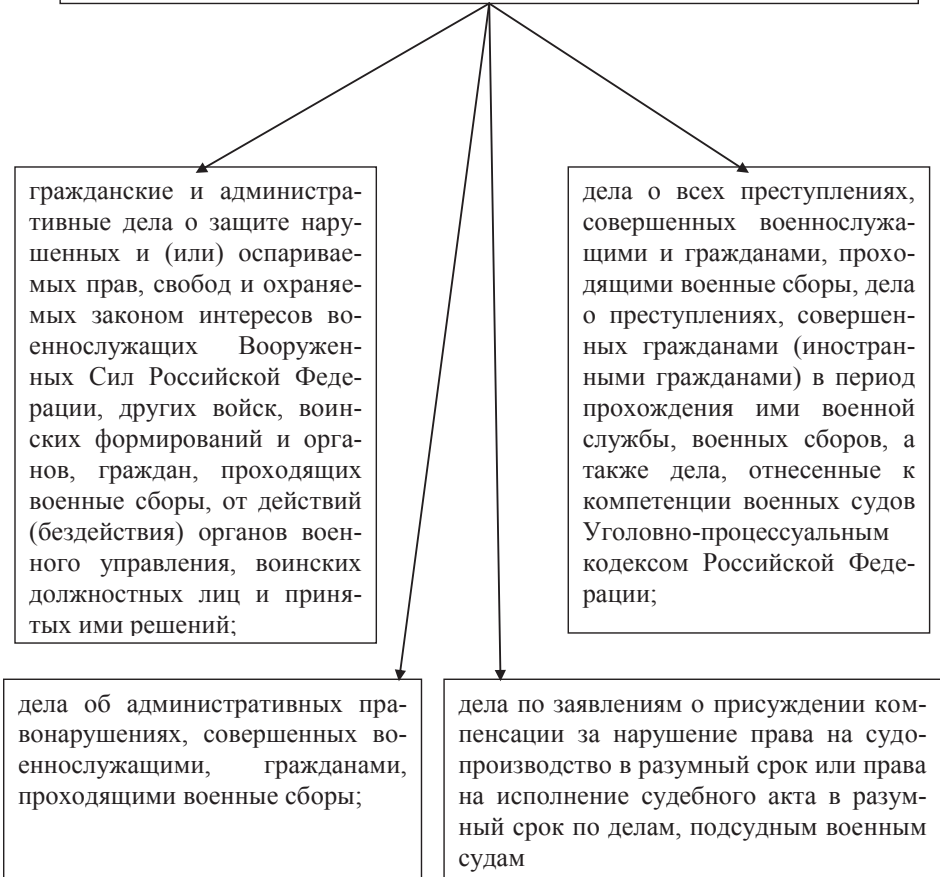 гражданские и администра-
тивные дела о защите нару-
шенных и (или) оспаривае-
мых прав, свобод и охраняе-
мых законом интересов во-
еннослужащих Вооружен-
ных Сил Российской Феде-
рации, других войск, воин-
ских формирований и орга-
нов, граждан, проходящих
военные сборы, от действий
(бездействия) органов воен-
ного управления, воинских
должностных лиц и приня-
тых ими решений;
дела о всех преступлениях,
совершенных военнослужа-
щими и гражданами, прохо-
дящими военные сборы, дела
о преступлениях, совершен-
ных гражданами (иностран-
ными гражданами) в период
прохождения ими военной
службы, военных сборов, а
также дела, отнесенные к
компетенции военных судов
Уголовно-процессуальным
кодексом Российской Феде-
рации;
дела об административных пра-
вонарушениях, совершенных во-
еннослужащими, гражданами,
проходящими военные сборы;
дела по заявлениям о присуждении ком-
пенсации за нарушение права на судо-
производство в разумный срок или права
на исполнение судебного акта в разум-
ный срок по делам, подсудным военным
судам